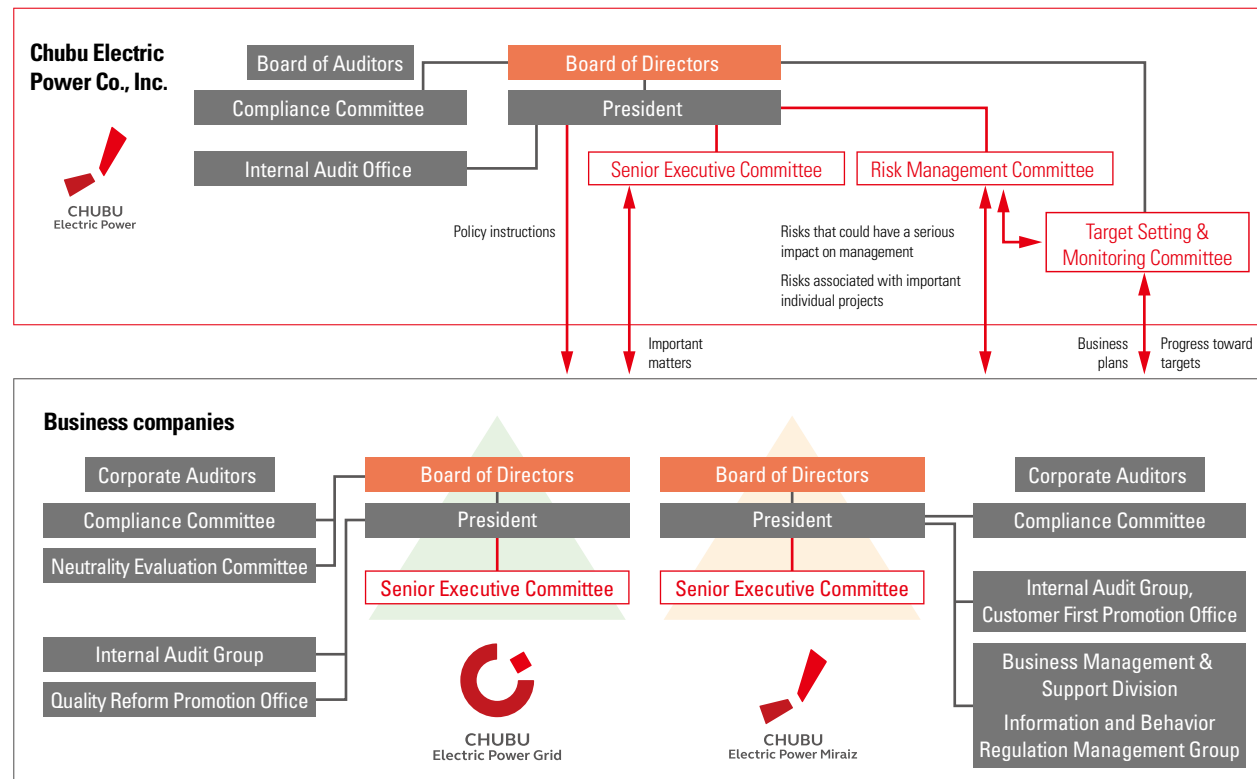 Chubu Electric
Power Co., Inc.
CHUBU
Electric Power
Board of Auditors
Compliance Committee
Internal Audit Office
Board of Directors
President
Senior Executive Committee
Risk Management Committee
Target Setting &
Monitoring Committee
Policy instructions
Risks that could have a serious
impact on management
Risks associated with important
individual projects
Important
matters
Business
plans
Progress toward
targets
Business companies
Corporate Auditors
Compliance Committee
Neutrality Evaluation Committee
Internal Audit Group
Quality Reform Promotion Office
Board of Directors
President
Senior Executive Committee
CHUBU
Electric Power Grid
Board of Directors
President
Senior Executive Committee
CHUBU
Electric Power Miraiz
Corporate Auditors
Compliance Committee
Internal Audit Group,
Customer First Promotion Office
Business Management &
Support Division
Information and Behavior
Regulation Management Group